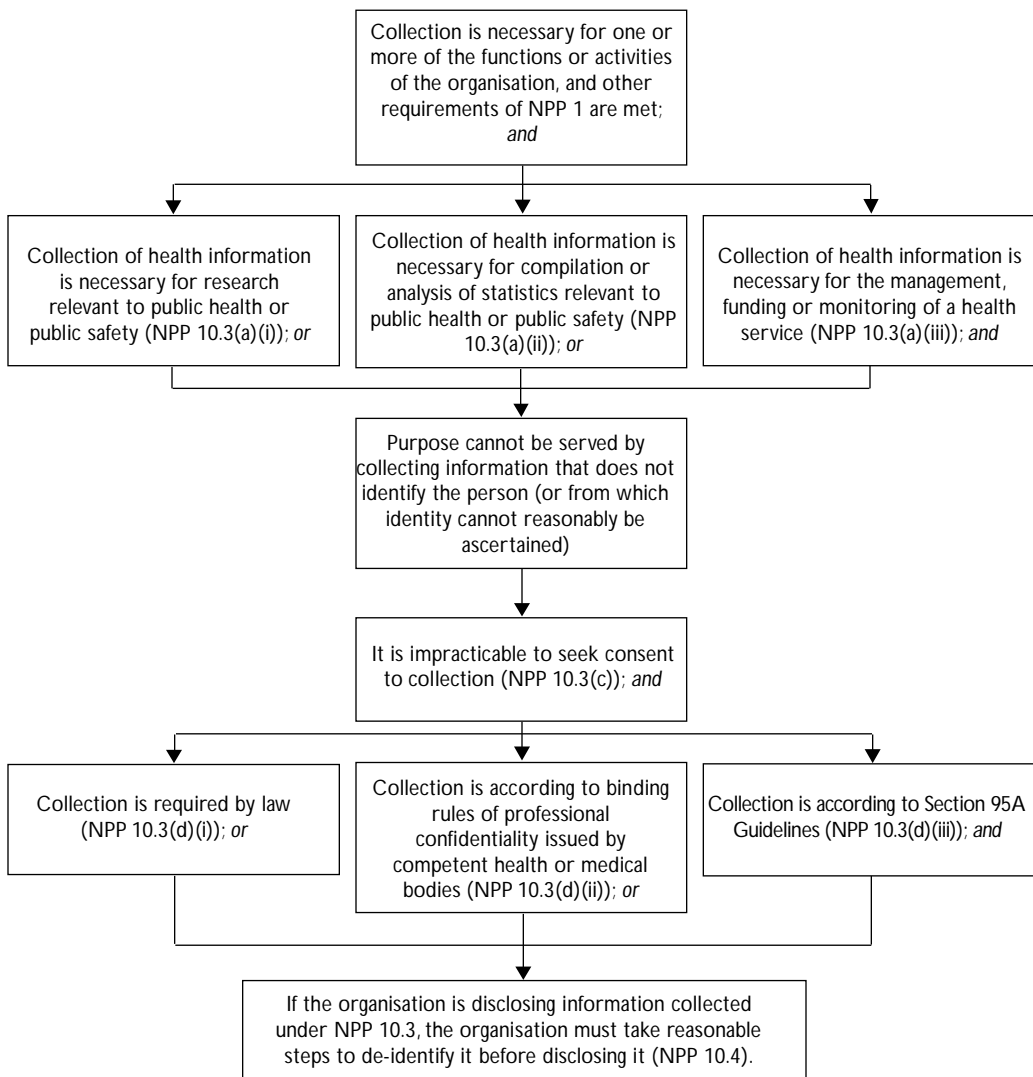 Collection is necessary for one or
more of the functions or activities
of the organisation, and other
requirements of NPP 1 are met;
and
Collection of health information
is necessary for research
relevant to public health or
public safety (NPP 10.3(a)(i)); or
Collection of health information is
necessary for compilation or
analysis of statistics relevant to
public health or public safety (NPP
10.3(a)(ii)); or
Collection of health information is
necessary for the management,
funding or monitoring of a health
service (NPP 10.3(a)(iii)); and
Purpose cannot be served by
collecting information that does not
identify the person (or from which
identity cannot reasonably be
ascertained)
It is impracticable to seek consent
to collection (NPP 10.3(c)); and
Collection is required by law
(NPP 10.3(d)(i)); or
Collection is according to binding
rules of professional
confidentiality issued by
competent health or medical
bodies (NPP 10.3(d)(ii)); or
Collection is according to Section 95A
Guidelines (NPP 10.3(d)(iii)); and
If the organisation is disclosing information collected
under NPP 10.3, the organisation must take reasonable
steps to de-identify it before disclosing it (NPP 10.4).